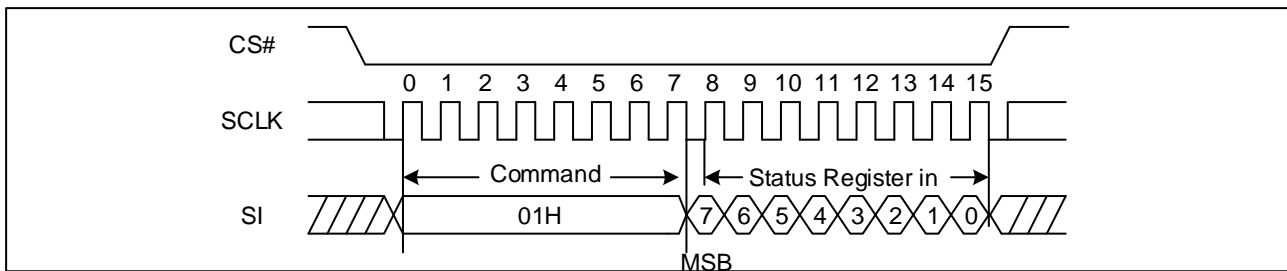 CS#
0 1 2 3 4 5 6 7 8 9 10 11 12 13 14 15
SCLK
Command Status Register in
SI 01H 7 6 5 4 3 2 1 0
MSB